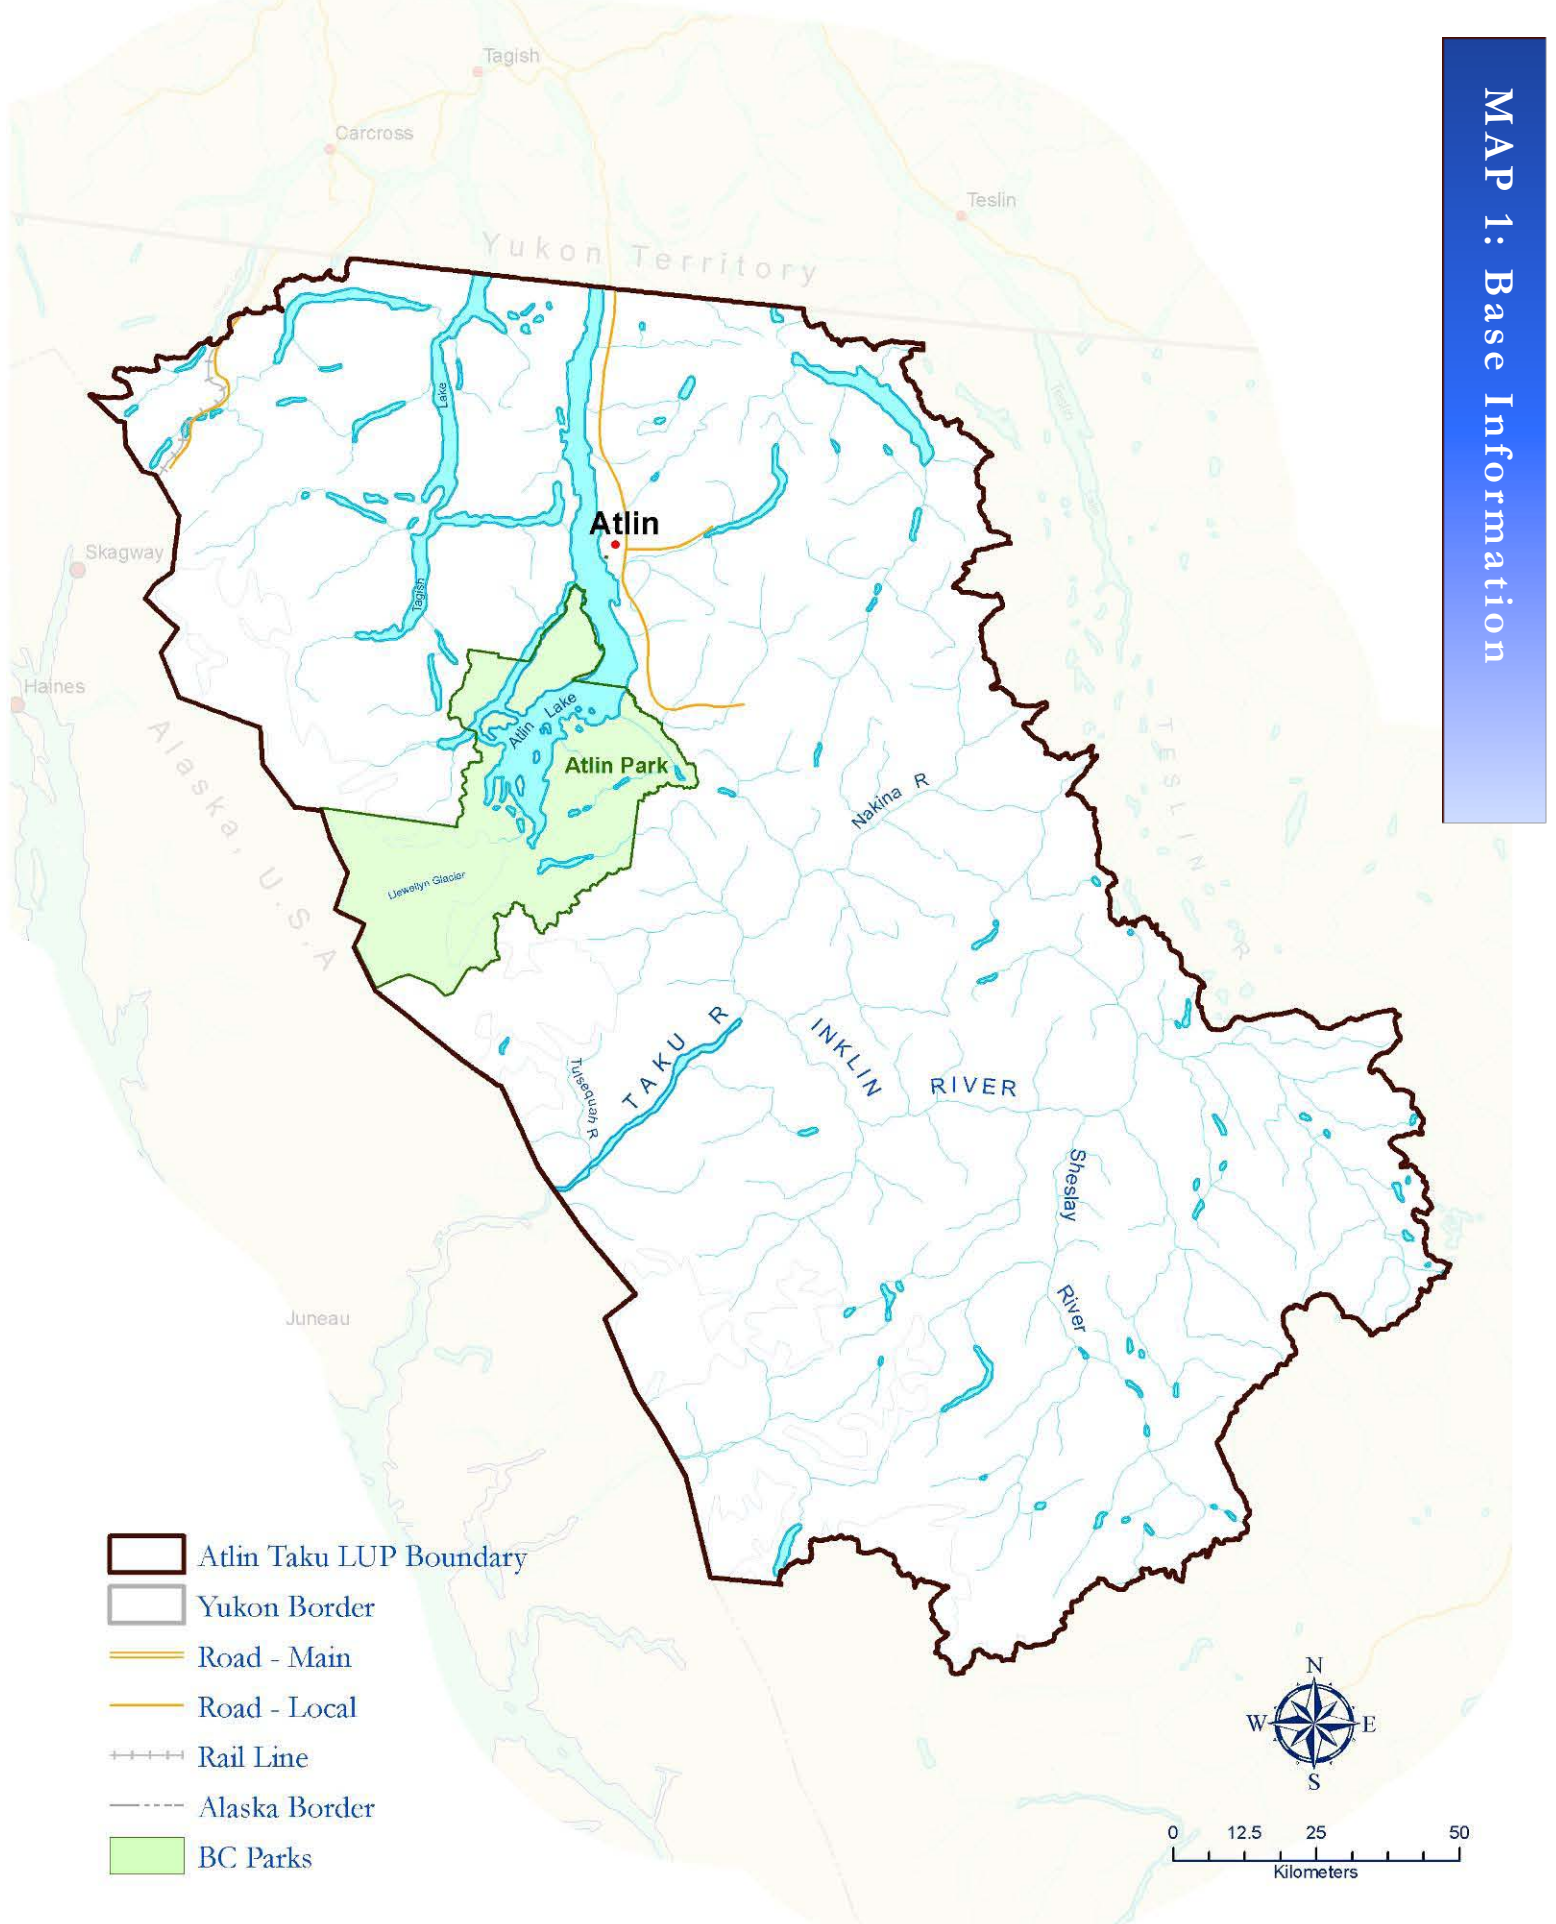 MAP 1: Base Information
Tagish
Carcross
Teslin
Yukon Territory
Teslin
Lake
Atlin
Skagway
Tagish
Haines
Atlin Lake
Atlin Park
Alaska, U.S.A
TESLIN R
Nakina R
Llewellyn Glacier
TAKU R
INKLIN RIVER
Tulsequah R
Sheslay River
Juneau
Atlin Taku LUP Boundary
Yukon Border
Road - Main
Road - Local
Rail Line
Alaska Border
BC Parks
N
W E
S
0 12.5 25 50
Kilometers